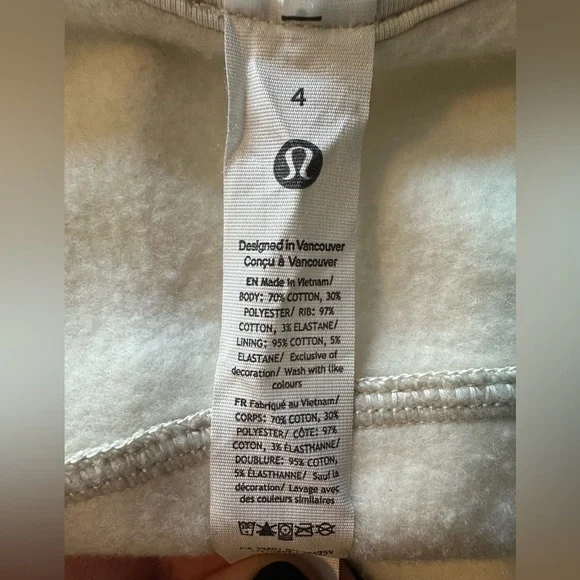 4
Designed in Vancouver
Conçu à Vancouver
EN Made in Vietnam/
BODY: 70% COTTON, 30%
POLYESTER/ RIB: 97%
COTTON, 3% ELASTANE/
LINING: 95% COTTON, 5%
ELASTANE/ Exclusive of
decoration/ Wash with like
colours
FR Fabriqué au Vietnam/
CORPS: 70% COTON, 30%
POLYESTER/ CÔTE: 97%
COTON, 3% ÉLASTHANNE/
DOUBLURE: 95% COTON,
5% ÉLASTHANNE/ Sauf la
décoration/ Lavage avec
des couleurs similaires